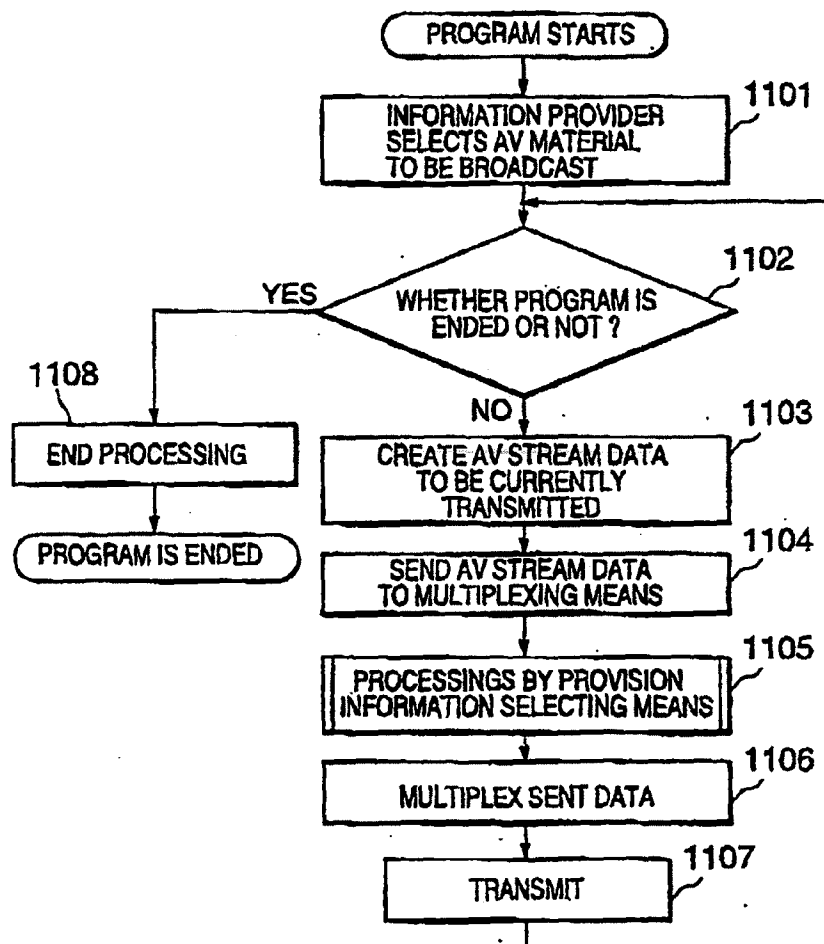 PROGRAM STARTS
1101
INFORMATION PROVIDER
SELECTS AV MATERIAL
TO BE BROADCAST
1102
WHETHER PROGRAM IS
ENDED OR NOT ?
YES
NO
1108
END PROCESSING
PROGRAM IS ENDED
1103
CREATE AV STREAM DATA
TO BE CURRENTLY
TRANSMITTED
1104
SEND AV STREAM DATA
TO MULTIPLEXING MEANS
1105
PROCESSINGS BY PROVISION
INFORMATION SELECTING MEANS
1106
MULTIPLEX SENT DATA
1107
TRANSMIT